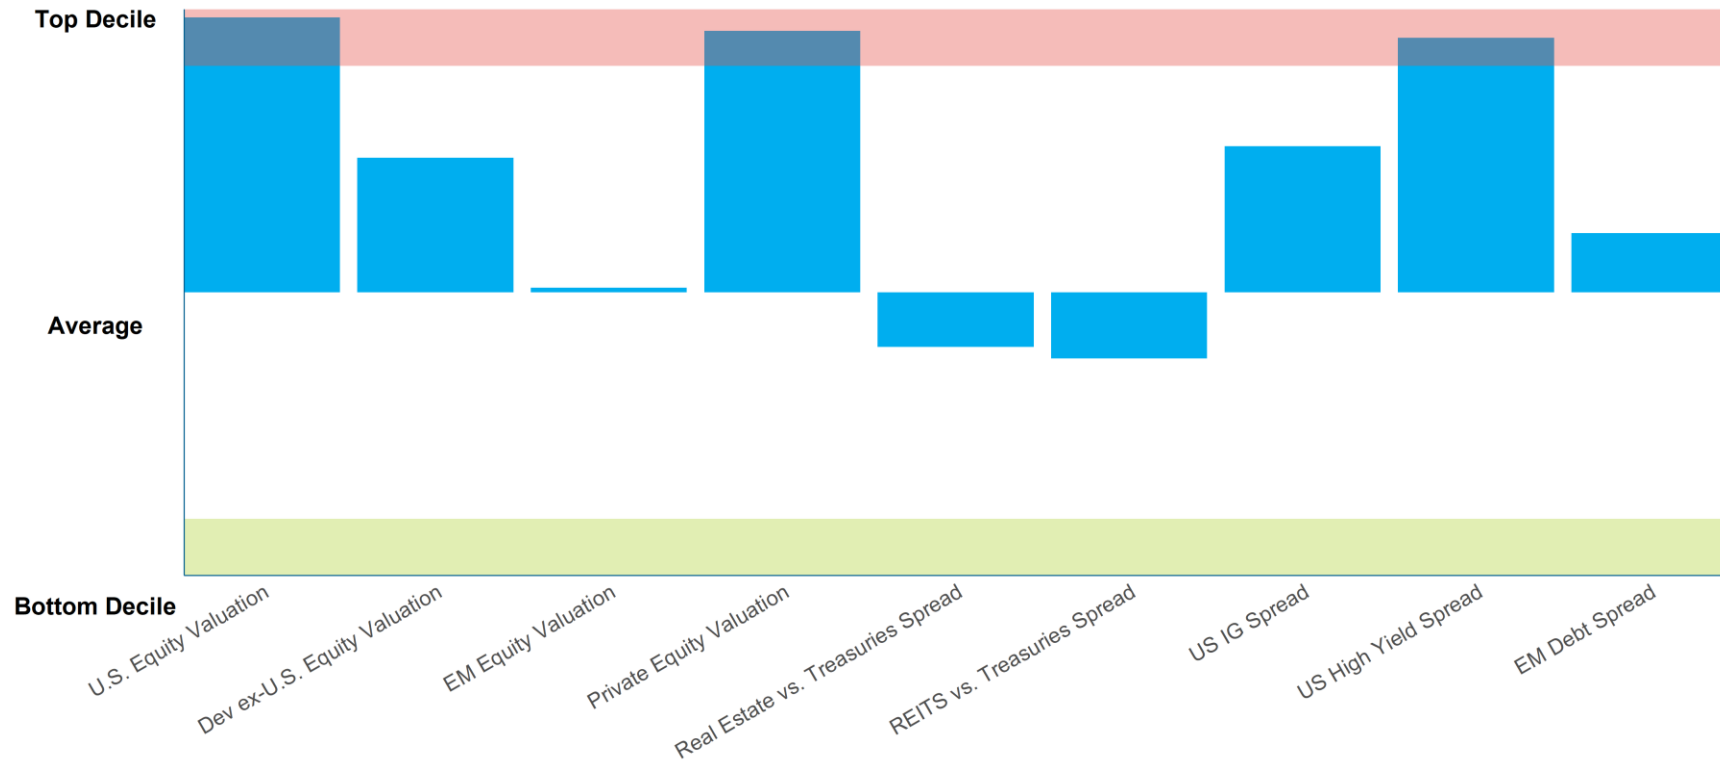 Top Decile
Average
Bottom Decile
U.S. Equity Valuation
Dev ex-U.S. Equity Valuation
EM Equity Valuation
Private Equity Valuation
Real Estate vs. Treasuries Spread
REITS vs. Treasuries Spread
US IG Spread
US High Yield Spread
EM Debt Spread